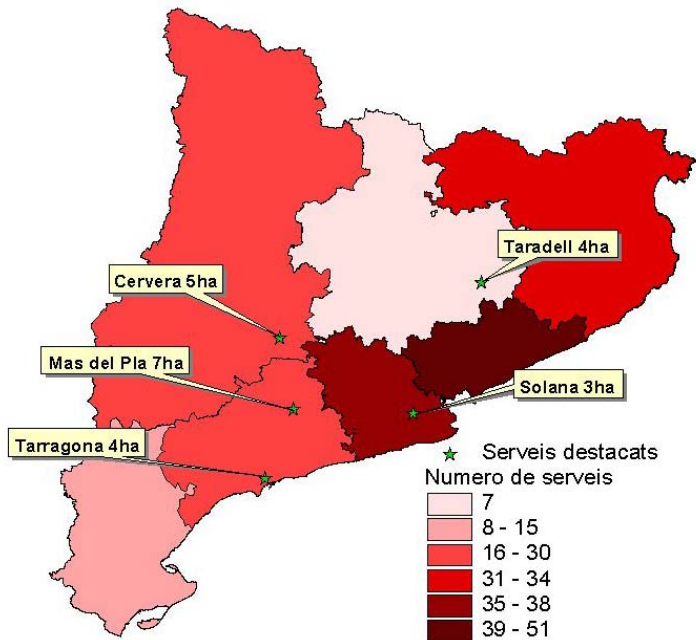 Taradell 4ha
Cervera 5ha
Mas del Pla 7ha
Solana 3ha
Tarragona 4ha
Serveis destacats
Numero de serveis
7
8 - 15
16 - 30
31 - 34
35 - 38
39 - 51